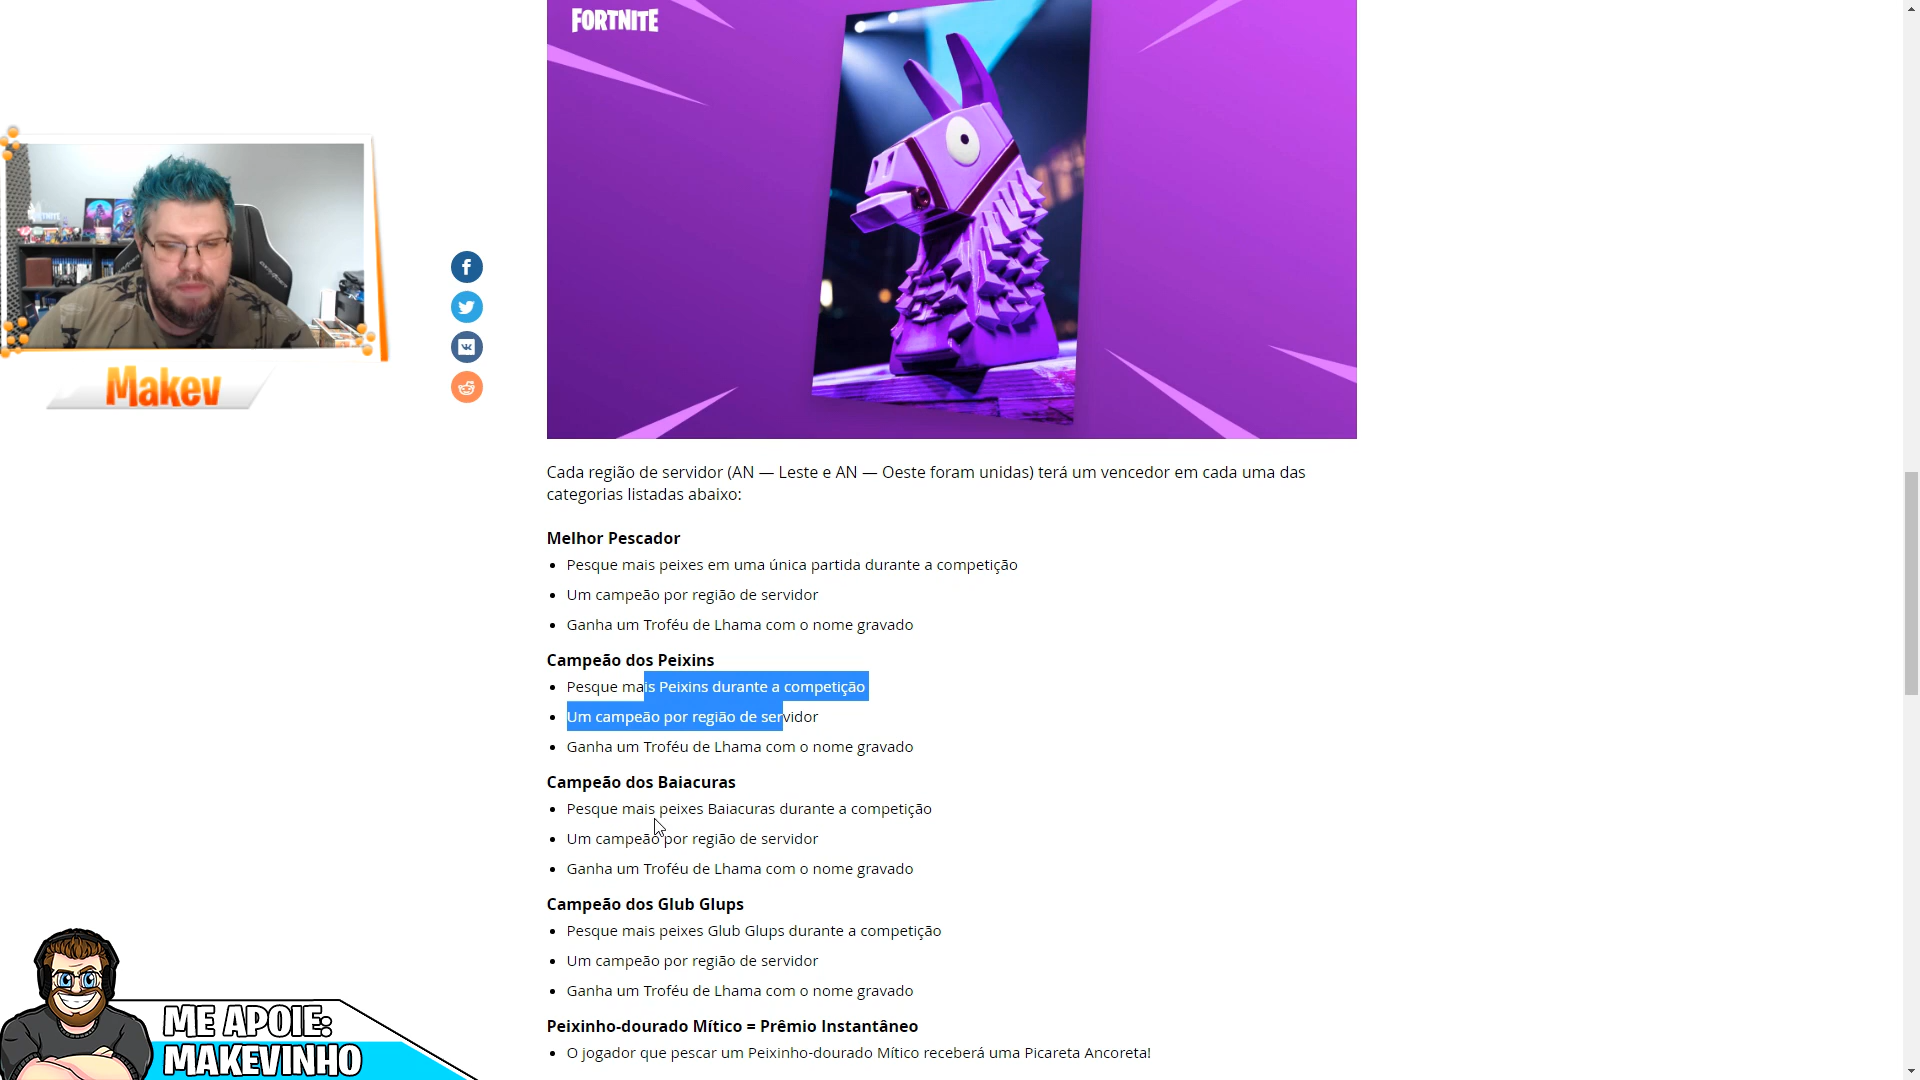 FORTNITE
Makev
Cada região de servidor (AN — Leste e AN — Oeste foram unidas) terá um vencedor em cada uma das
categorias listadas abaixo:
Melhor Pescador
Pesque mais peixes em uma única partida durante a competição
Um campeão por região de servidor
Ganha um Troféu de Lhama com o nome gravado
Campeão dos Peixins
Pesque mais Peixins durante a competição
Um campeão por região de servidor
Ganha um Troféu de Lhama com o nome gravado
Campeão dos Baiacuras
Pesque mais peixes Baiacuras durante a competição
Um campeão por região de servidor
Ganha um Troféu de Lhama com o nome gravado
Campeão dos Glub Glups
Pesque mais peixes Glub Glups durante a competição
Um campeão por região de servidor
Ganha um Troféu de Lhama com o nome gravado
Peixinho-dourado Mítico = Prêmio Instantâneo
O jogador que pescar um Peixinho-dourado Mítico receberá uma Picareta Ancoreta!
ME APOIE:
MAKEVINHO